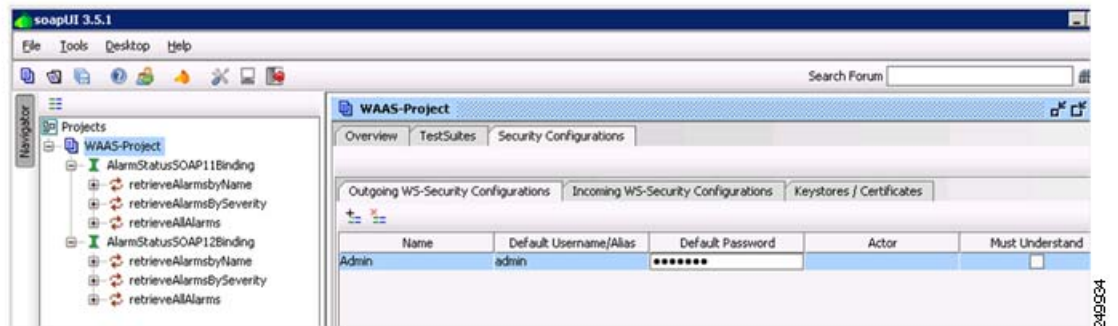 soapUI 3.5.1
File Tools Desktop Help
Search Forum
Navigator
Projects
WAAS-Project
AlarmStatusSOAP11Binding
retrieveAlarmsbyName
retrieveAlarmsBySeverity
retrieveAllAlarms
AlarmStatusSOAP12Binding
retrieveAlarmsbyName
retrieveAlarmsBySeverity
retrieveAllAlarms
WAAS-Project
Overview TestSuites Security Configurations
Outgoing WS-Security Configurations Incoming WS-Security Configurations Keystores / Certificates
Name Default Username/Alias Default Password Actor Must Understand
Admin admin •••••••
249934